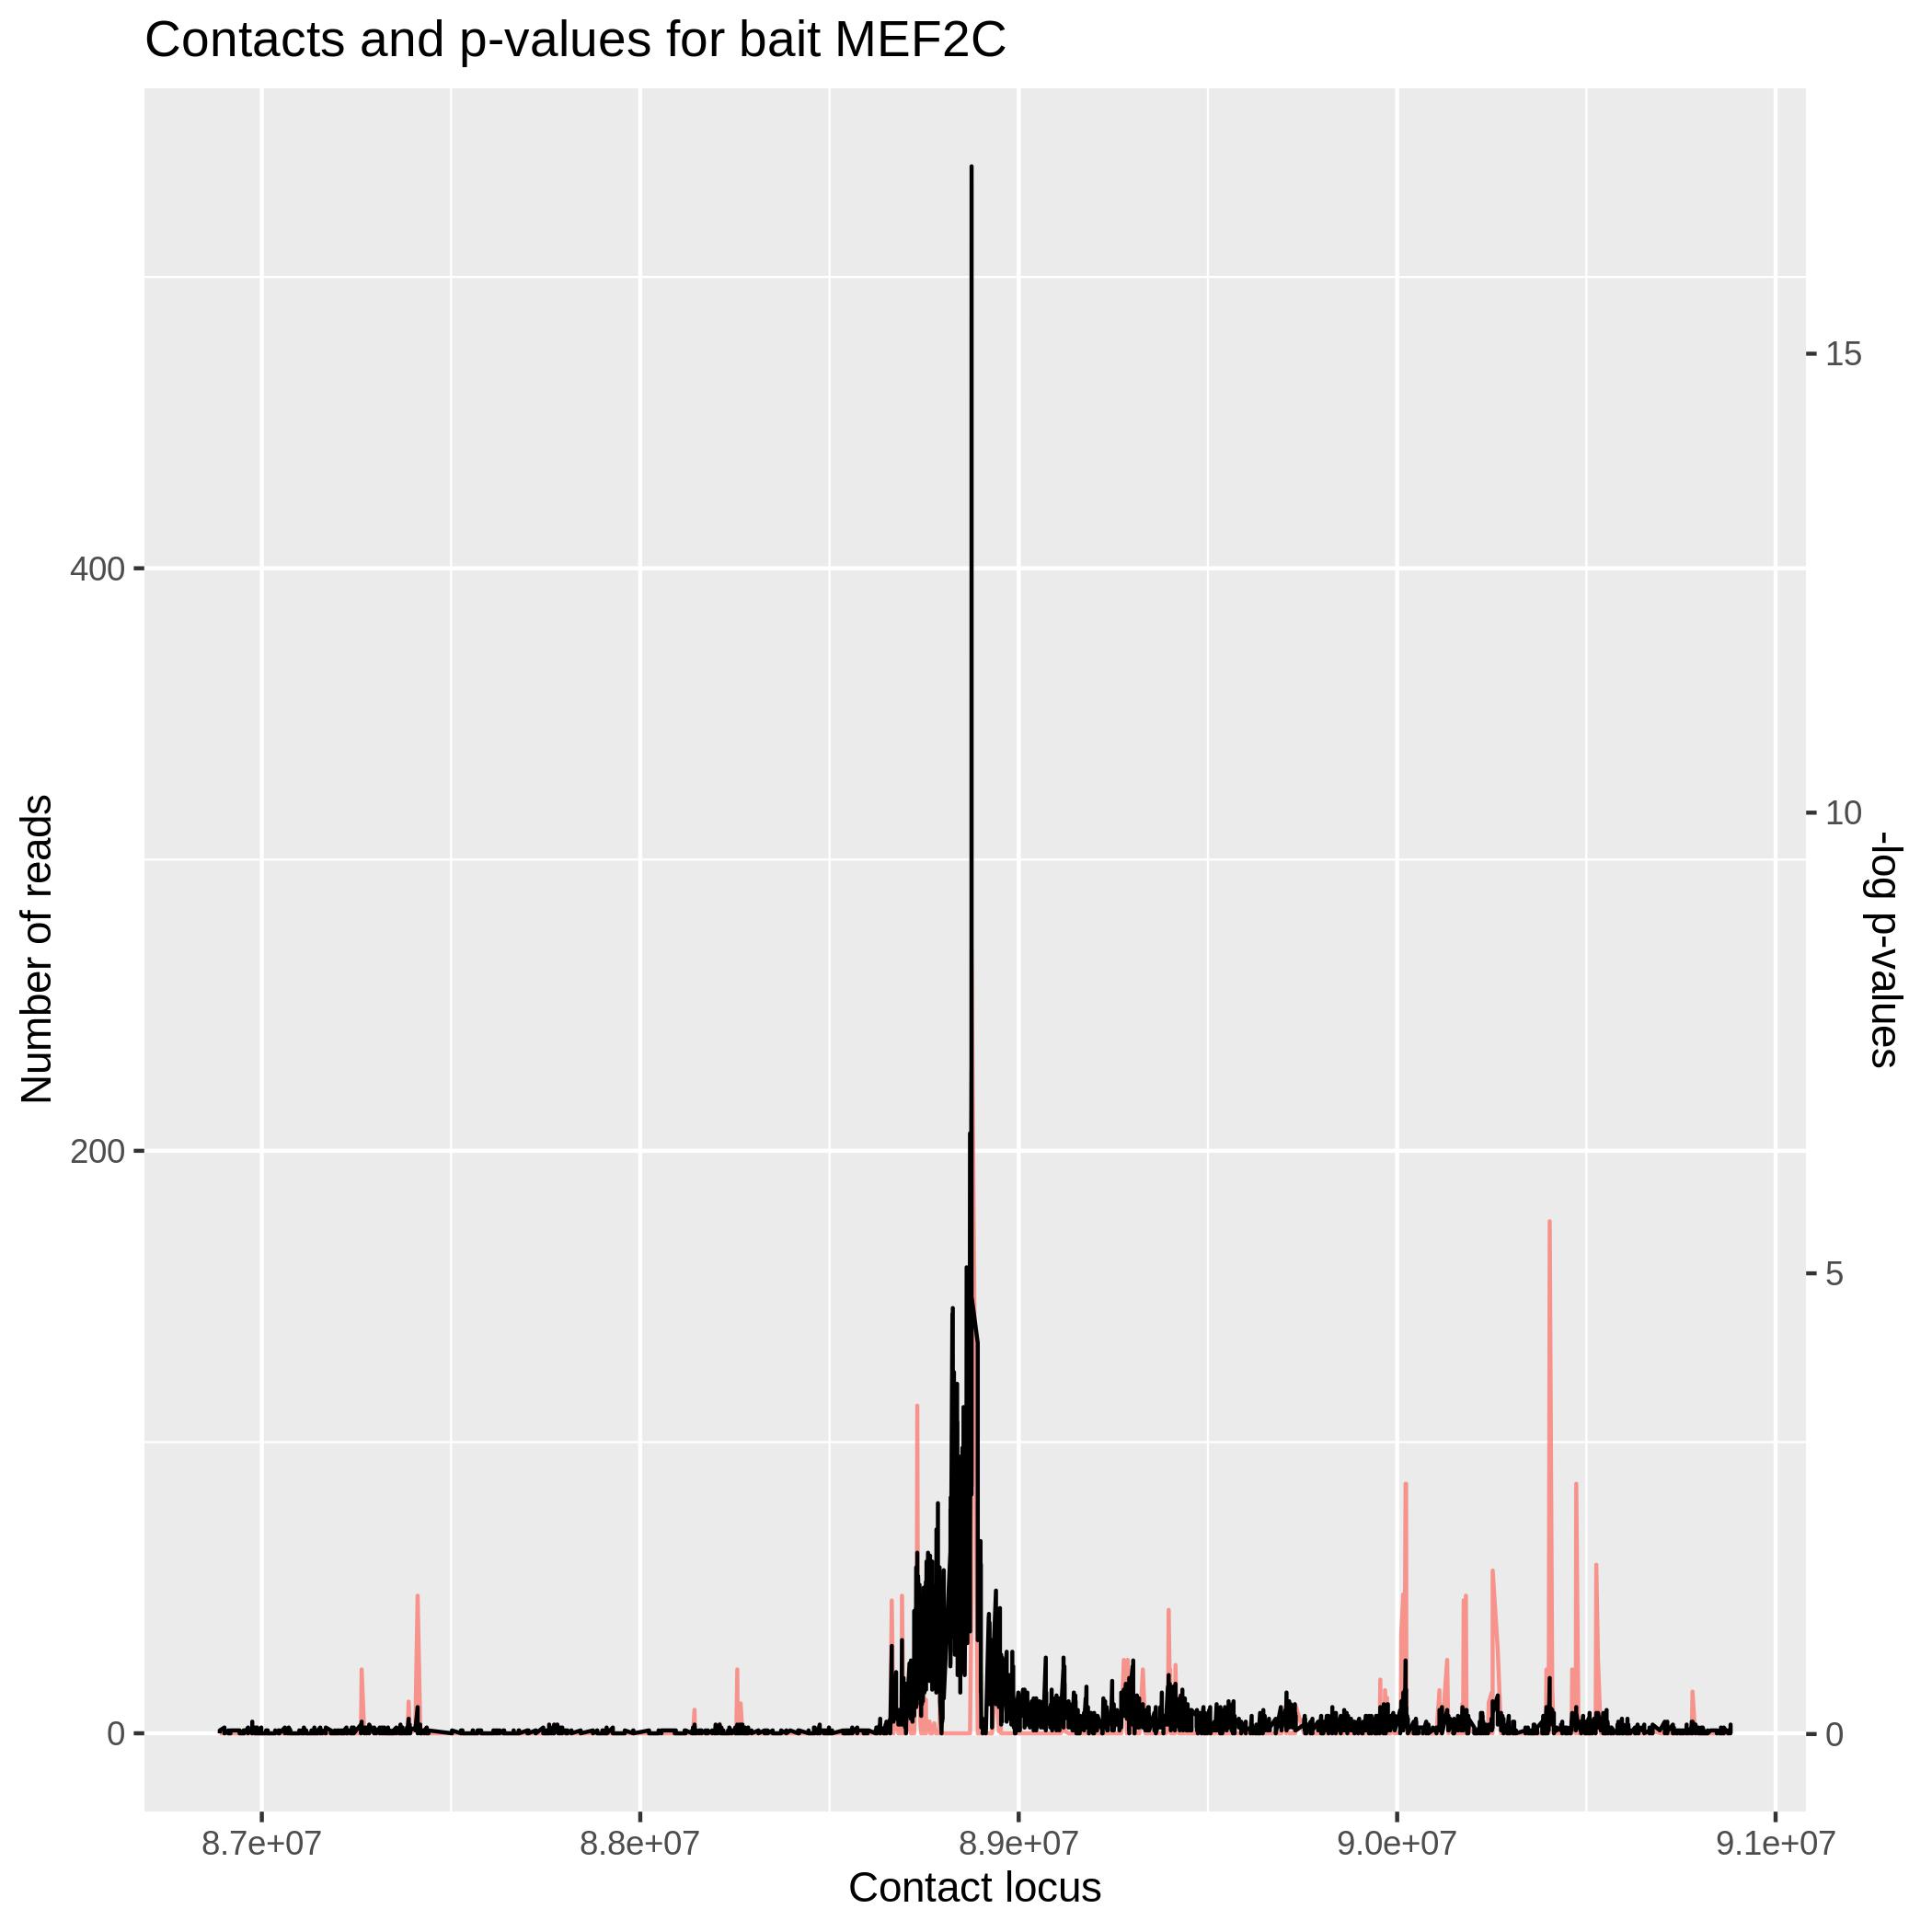 Contacts and p-values for bait MEF2C
Number of reads
400
200
0
15
10
5
0
-log p-values
8.7e+07
8.8e+07
8.9e+07
9.0e+07
9.1e+07
Contact locus